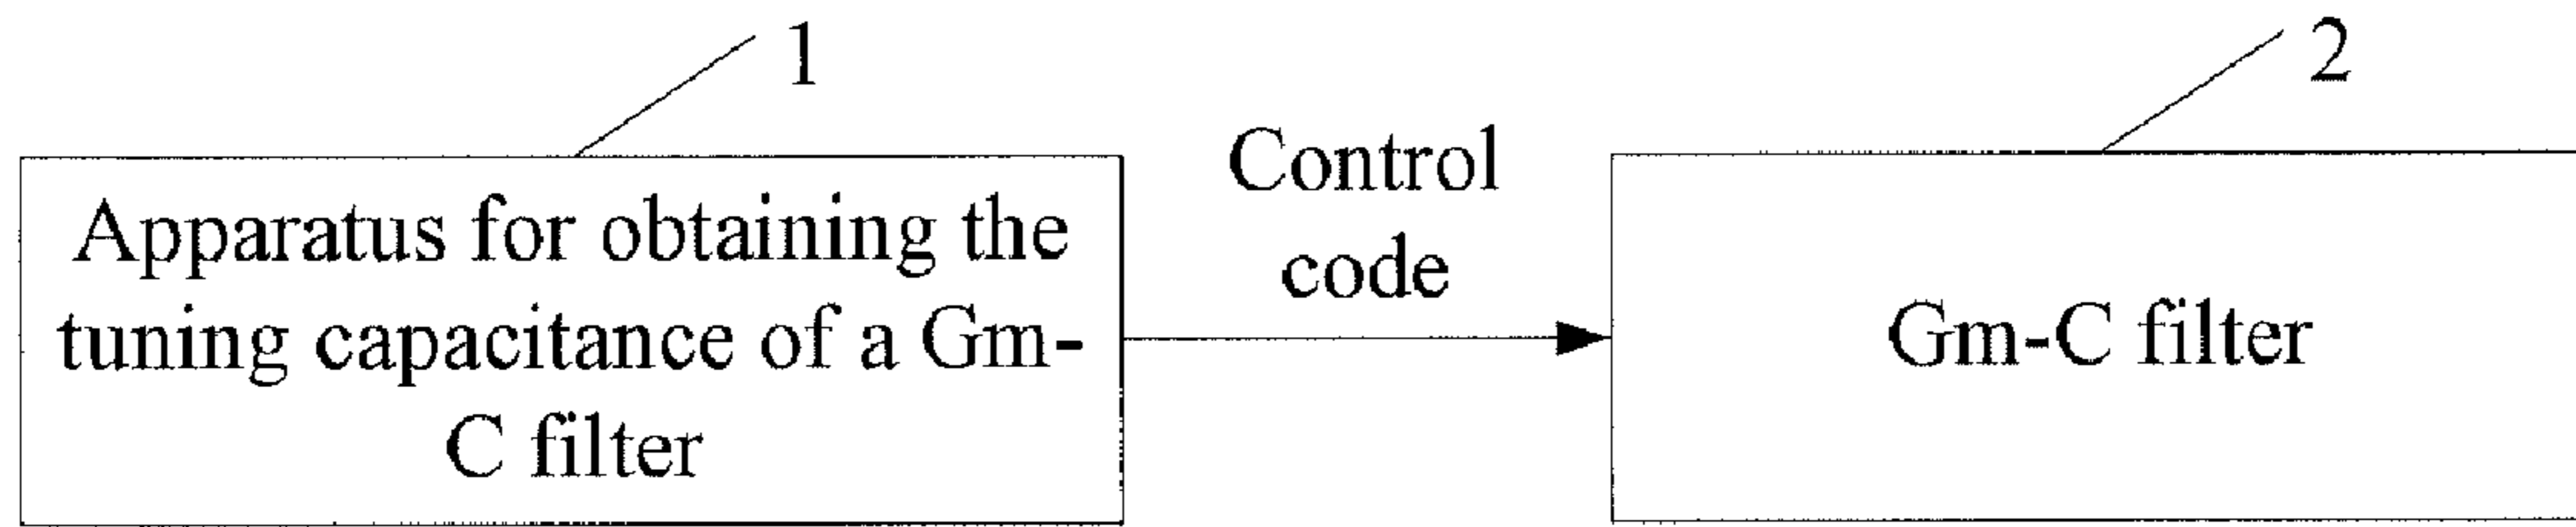 1
2
Control
code
Apparatus for obtaining the
tuning capacitance of a Gm-
C filter
Gm-C filter